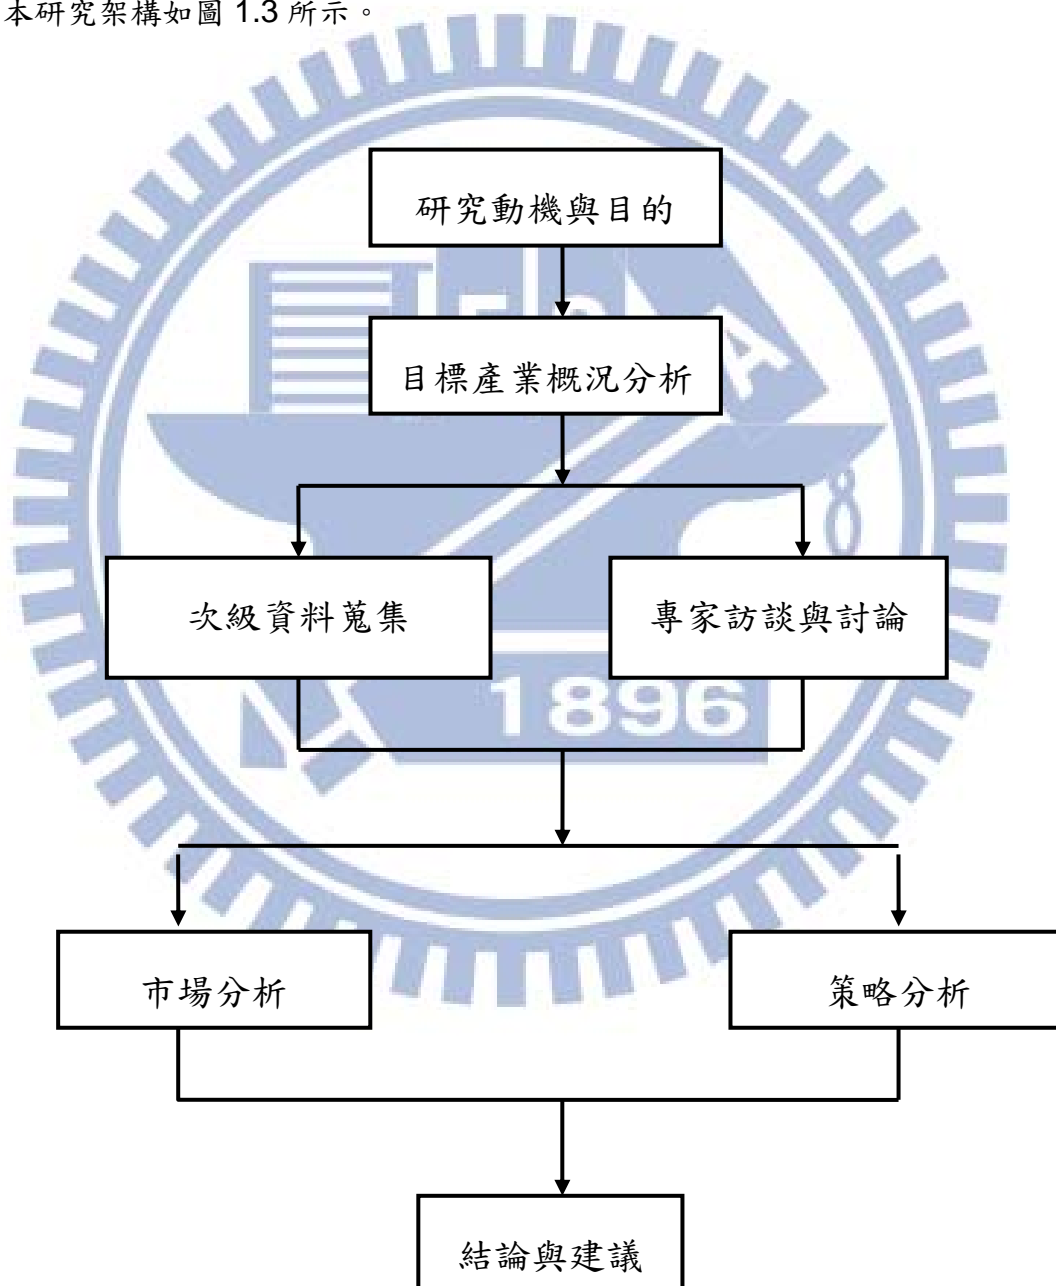 本研究架構如圖 1.3 所示。
研究動機與目的
目標產業概況分析
次級資料蒐集
專家訪談與討論
1896
市場分析
策略分析
結論與建議